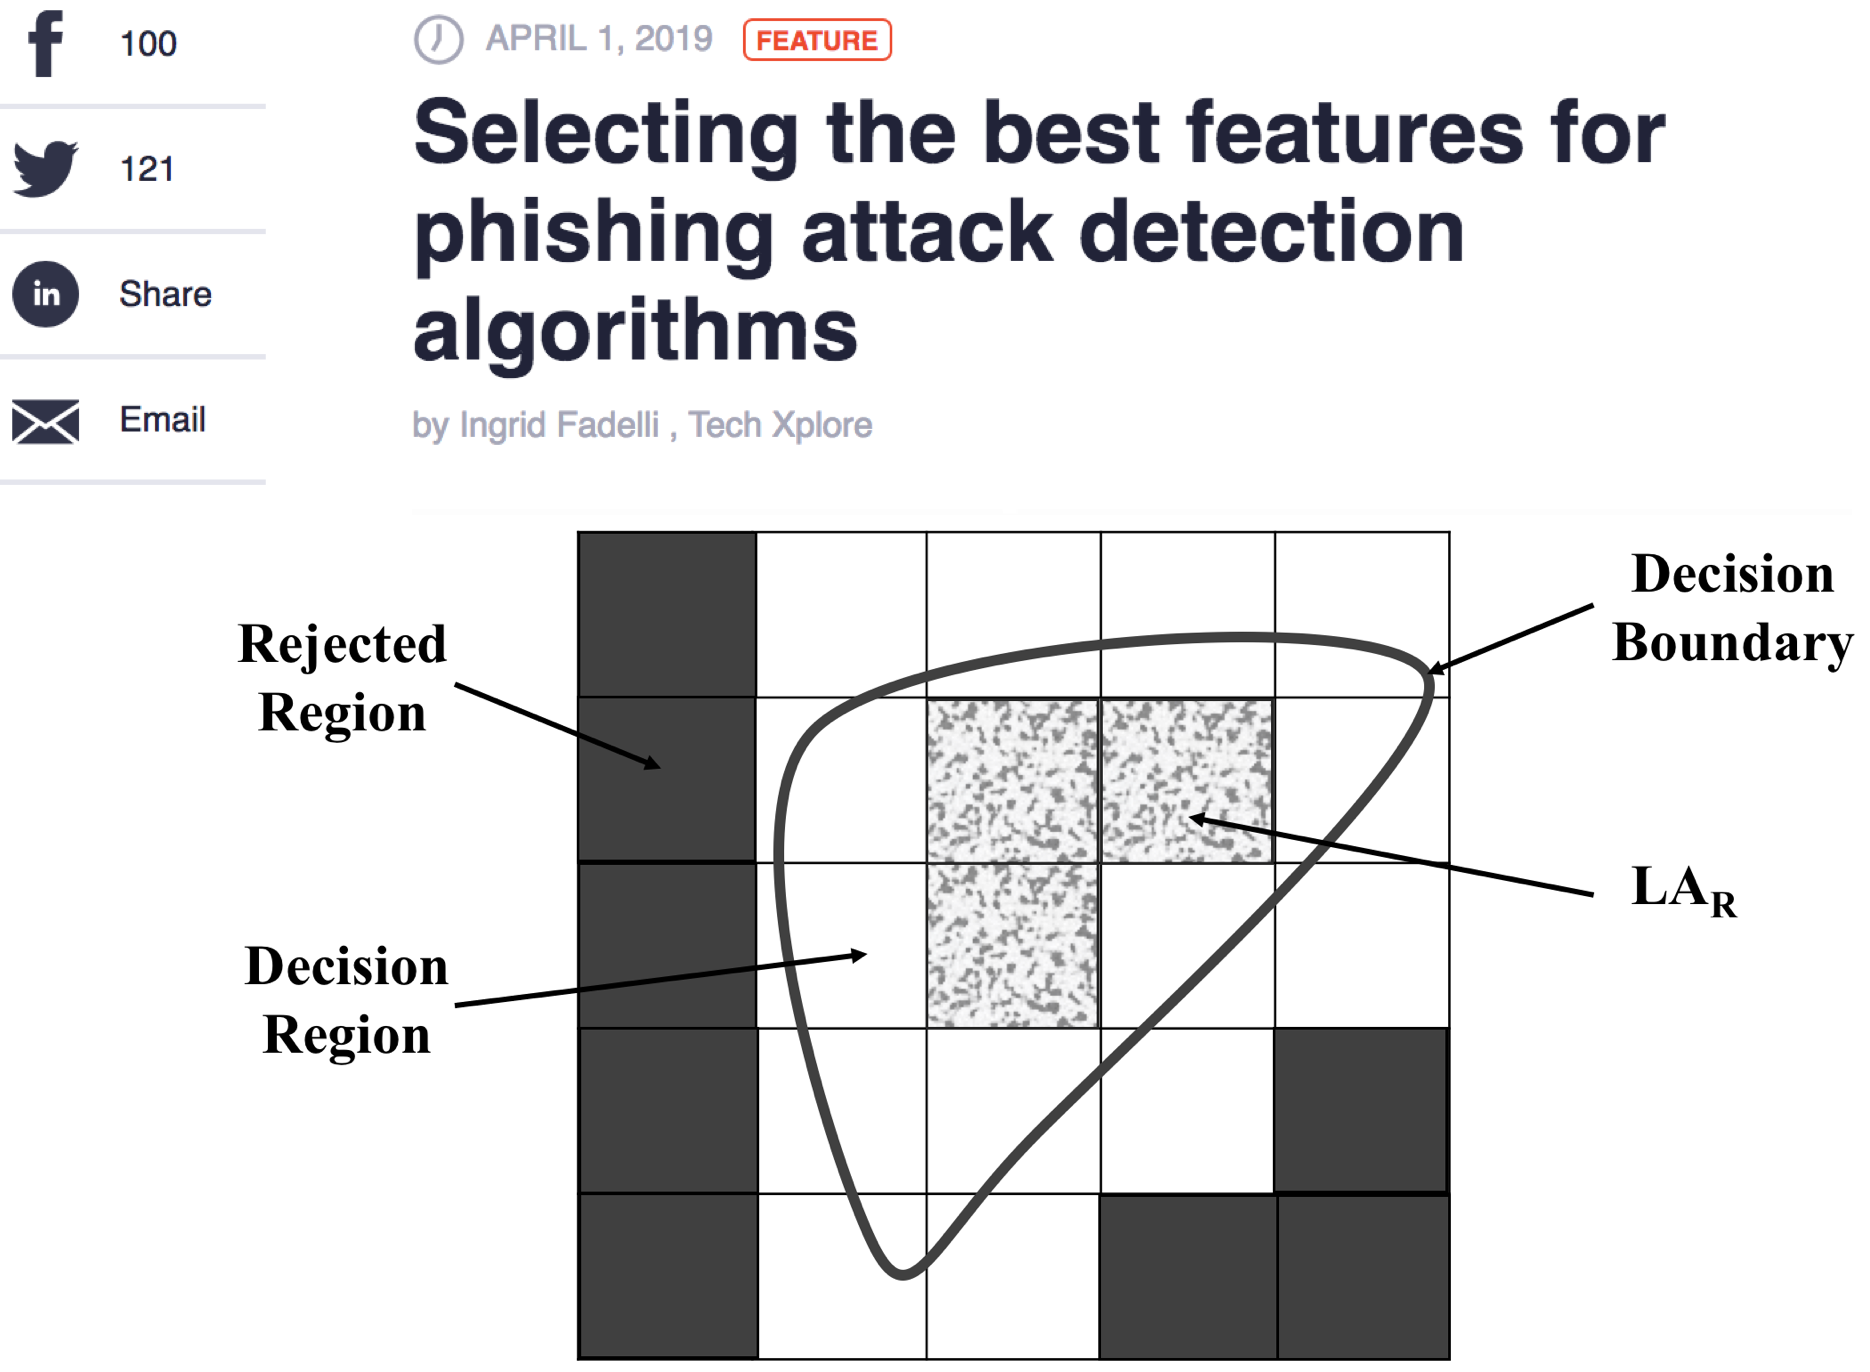 100
121
Share
Email
APRIL 1, 2019 FEATURE
Selecting the best features for
phishing attack detection
algorithms
by Ingrid Fadelli , Tech Xplore
Rejected
Region
Decision
Boundary
LAR
Decision
Region